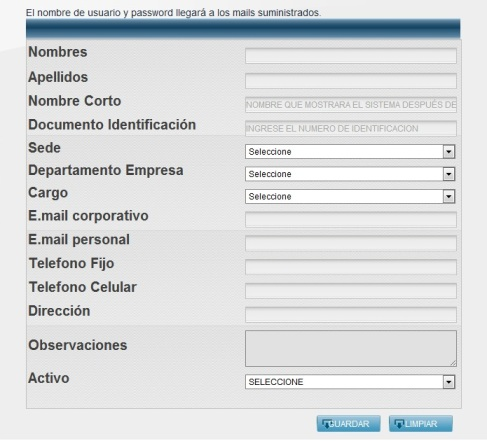 El nombre de usuario y password llegará a los mails suministrados.
Nombres
Apellidos
Nombre Corto NOMBRE QUE MOSTRARA EL SISTEMA DESPUÉS DE
Documento Identificación INGRESE EL NUMERO DE IDENTIFICACION
Sede Seleccione
Departamento Empresa Seleccione
Cargo Seleccione
E.mail corporativo
E.mail personal
Telefono Fijo
Telefono Celular
Dirección
Observaciones
Activo SELECCIONE
GUARDAR LIMPIAR